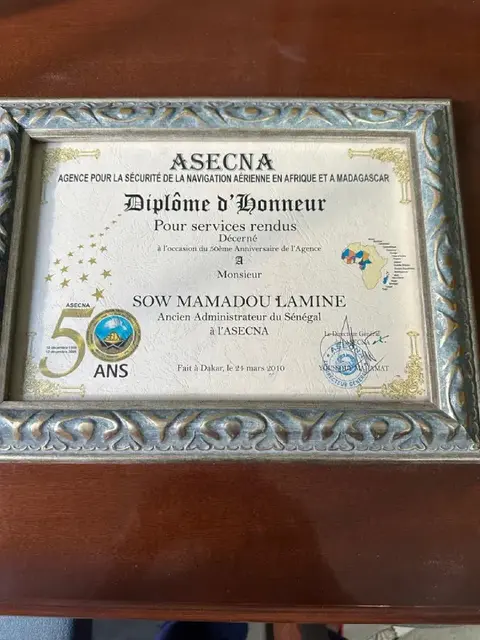 ASECNA
AGENCE POUR LA SÉCURITÉ DE LA NAVIGATION AÉRIENNE EN AFRIQUE ET A MADAGASCAR
Diplôme d'Honneur
Pour services rendus
Décerné
à l'occasion du 50ème Anniversaire de l'Agence
A
Monsieur
SOW MAMADOU LAMINE
Ancien Administrateur du Sénégal
à l'ASECNA
ASECNA
50
ANS
Le Directeur Général
Fait à Dakar, le 24 mars 2010